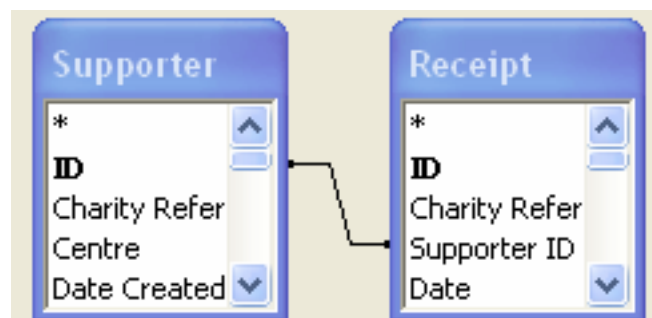 Supporter
*
ID
Charity Refer
Centre
Date Created
Receipt
*
ID
Charity Refer
Supporter ID
Date